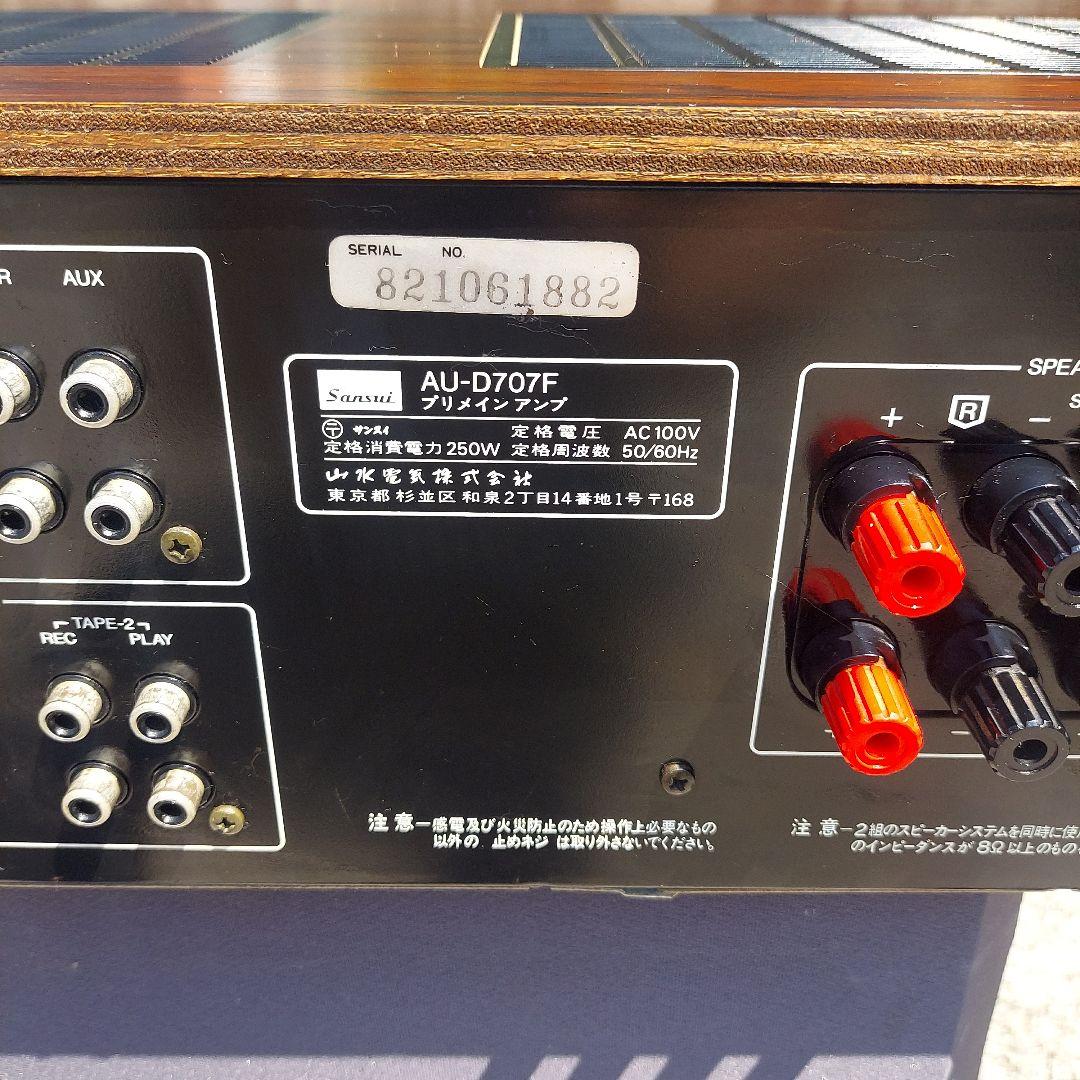 SERIAL NO.
821061882
R AUX
Sansui AU-D707F
プリメインアンプ
〒 サンスイ 定格電圧 AC100V
定格消費電力250W 定格周波数 50/60Hz
山水電気株式会社
東京都杉並区和泉2丁目14番地1号〒168
SPEA
+ R − S
TAPE-2
REC PLAY
注意−感電及び火災防止のため操作上必要なもの
以外の 止めネジ は取り外さないでください。
注意−2組のスピーカーシステムを同時に使
のインピーダンスが 8Ω以上のもの